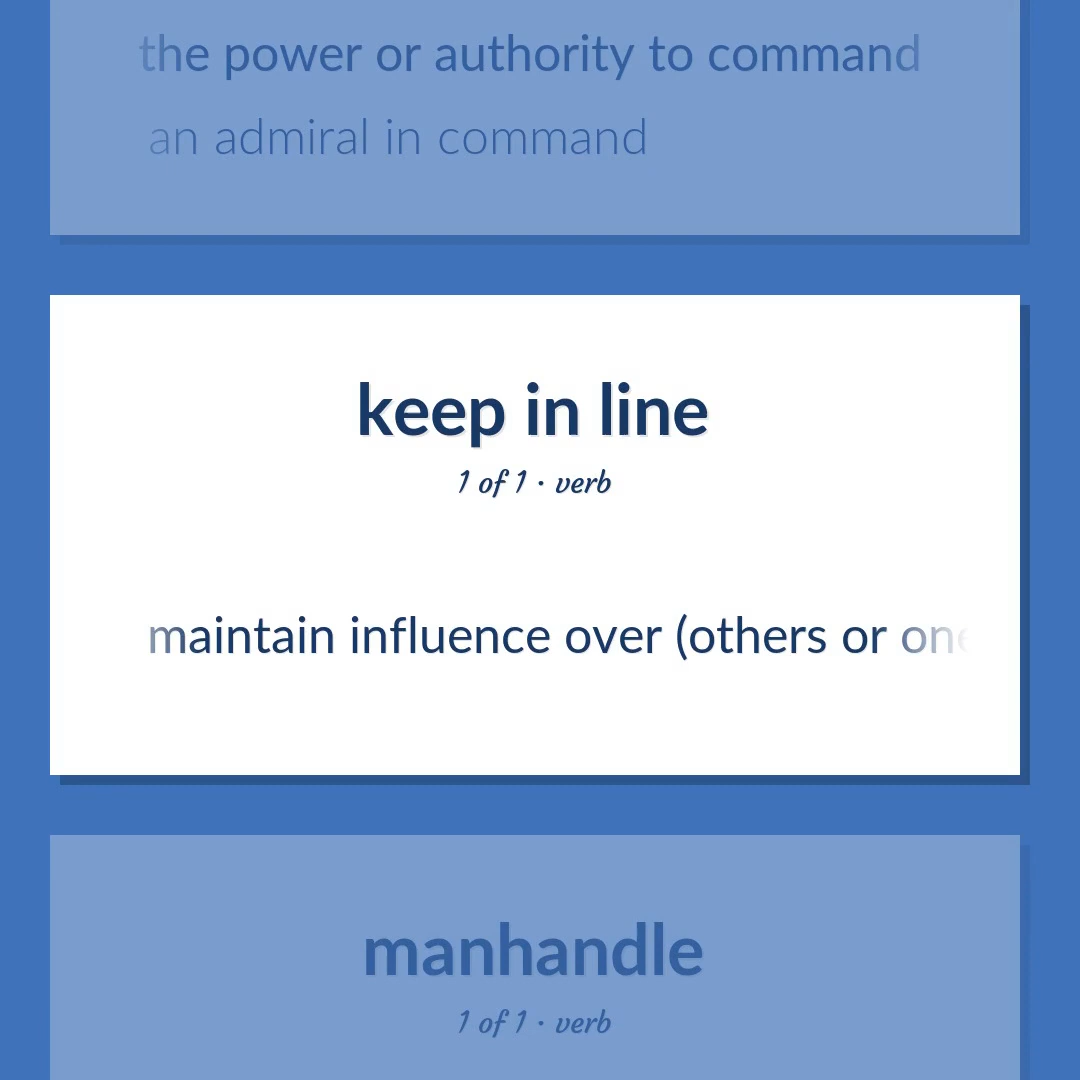 the power or authority to command
an admiral in command
keep in line
1 of 1 · verb
maintain influence over (others or
manhandle
1 of 1 · verb